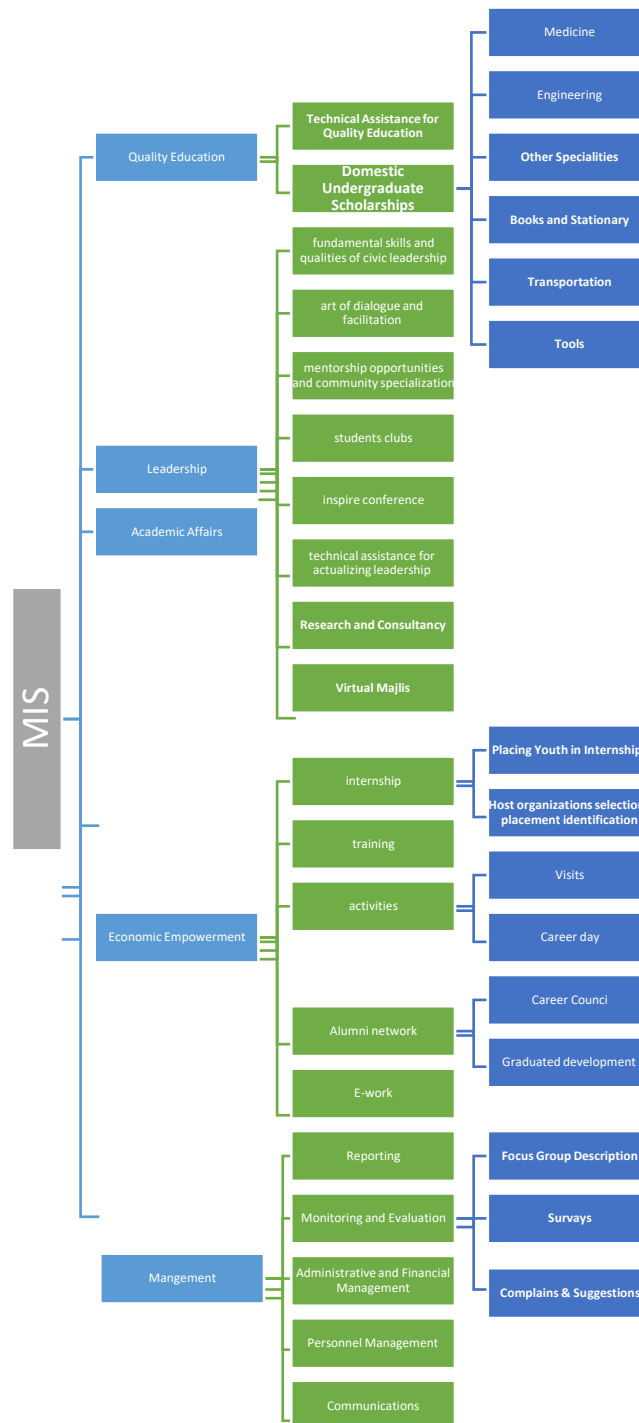 MIS
Quality Education
Technical Assistance for
Quality Education
Domestic
Undergraduate
Scholarships
Medicine
Engineering
Other Specialities
Books and Stationary
Transportation
Tools
Leadership
fundamental skills and
qualities of civic leadership
art of dialogue and
facilitation
mentorship opportunities
and community specialization
students clubs
inspire conference
technical assistance for
actualizing leadership
Research and Consultancy
Virtual Majlis
Academic Affairs
Economic Empowerment
internship
Placing Youth in Internship
Host organizations selection
placement identification
training
activities
Visits
Career day
Alumni network
Career Counci
Graduated development
E-work
Mangement
Reporting
Monitoring and Evaluation
Focus Group Description
Survays
Complains & Suggestions
Administrative and Financial
Management
Personnel Management
Communications